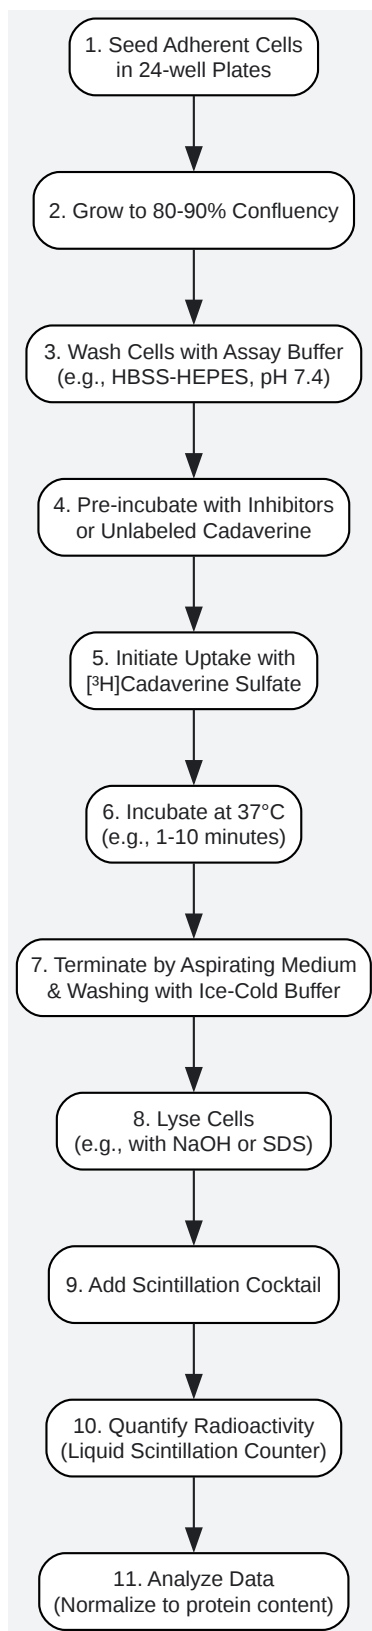 1. Seed Adherent Cells
in 24-well Plates
2. Grow to 80-90% Confluency
3. Wash Cells with Assay Buffer
(e.g., HBSS-HEPES, pH 7.4)
4. Pre-incubate with Inhibitors
or Unlabeled Cadaverine
5. Initiate Uptake with
[³H]Cadaverine Sulfate
6. Incubate at 37°C
(e.g., 1-10 minutes)
7. Terminate by Aspirating Medium
& Washing with Ice-Cold Buffer
8. Lyse Cells
(e.g., with NaOH or SDS)
9. Add Scintillation Cocktail
10. Quantify Radioactivity
(Liquid Scintillation Counter)
11. Analyze Data
(Normalize to protein content)